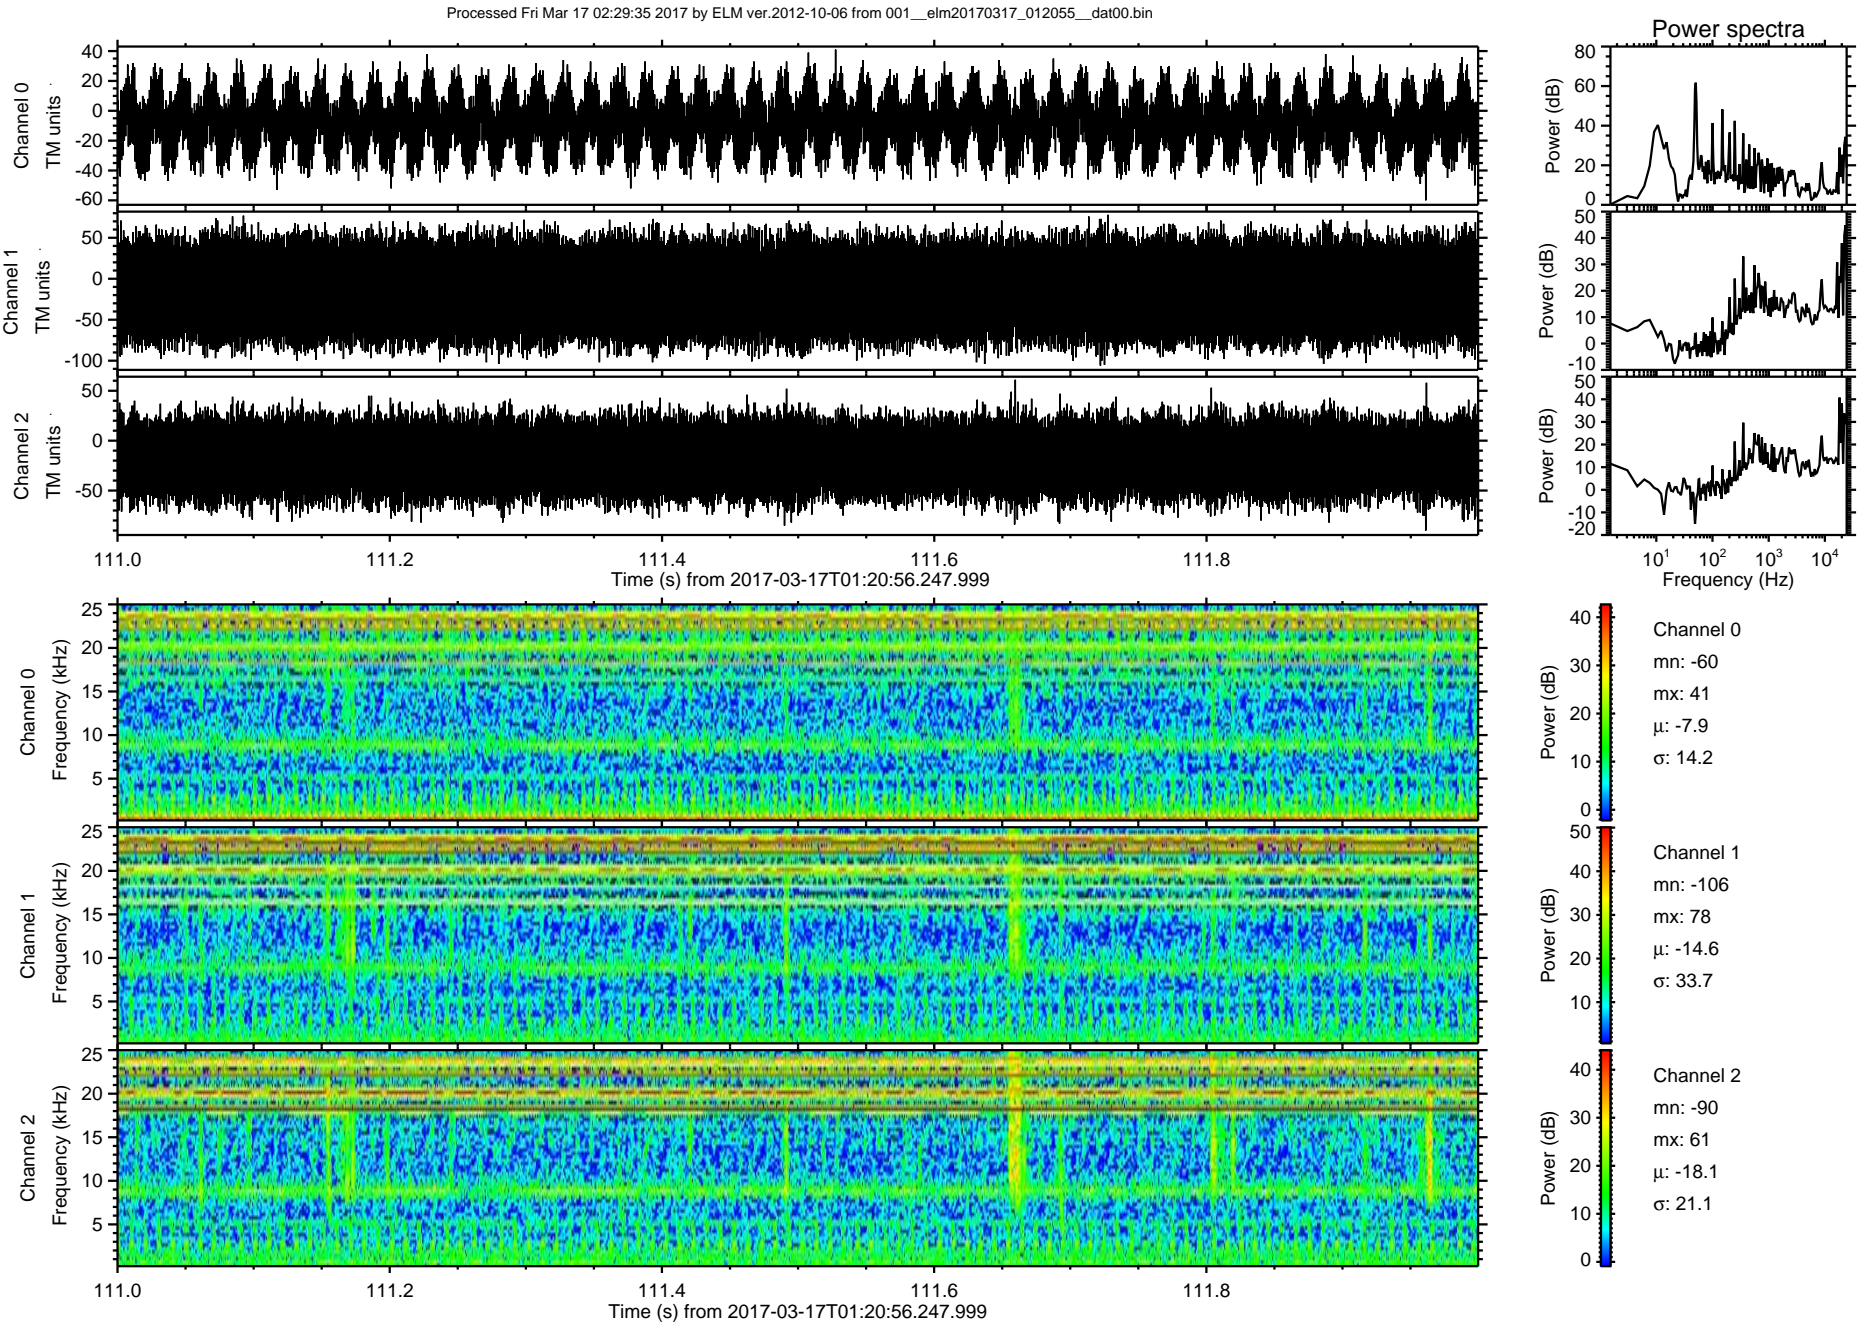 Processed Fri Mar 17 02:29:35 2017 by ELM ver.2012-10-06 from 001__elm20170317_012055__dat00.bin
Power spectra
Channel 0
TM units
40
20
0
-20
-40
-60
Power (dB)
80
60
40
20
0
Channel 1
TM units
50
0
-50
-100
Power (dB)
50
40
30
20
10
0
-10
Channel 2
TM units
50
0
-50
Power (dB)
50
40
30
20
10
0
-10
-20
111.0 111.2 111.4 111.6 111.8
Time (s) from 2017-03-17T01:20:56.247.999
10¹ 10² 10³ 10⁴
Frequency (Hz)
Channel 0
Frequency (kHz)
25
20
15
10
5
Power (dB)
40
30
20
10
0
Channel 0
mn: -60
mx: 41
μ: -7.9
σ: 14.2
Channel 1
Frequency (kHz)
25
20
15
10
5
Power (dB)
50
40
30
20
10
Channel 1
mn: -106
mx: 78
μ: -14.6
σ: 33.7
Channel 2
Frequency (kHz)
25
20
15
10
5
Power (dB)
40
30
20
10
0
Channel 2
mn: -90
mx: 61
μ: -18.1
σ: 21.1
111.0 111.2 111.4 111.6 111.8
Time (s) from 2017-03-17T01:20:56.247.999